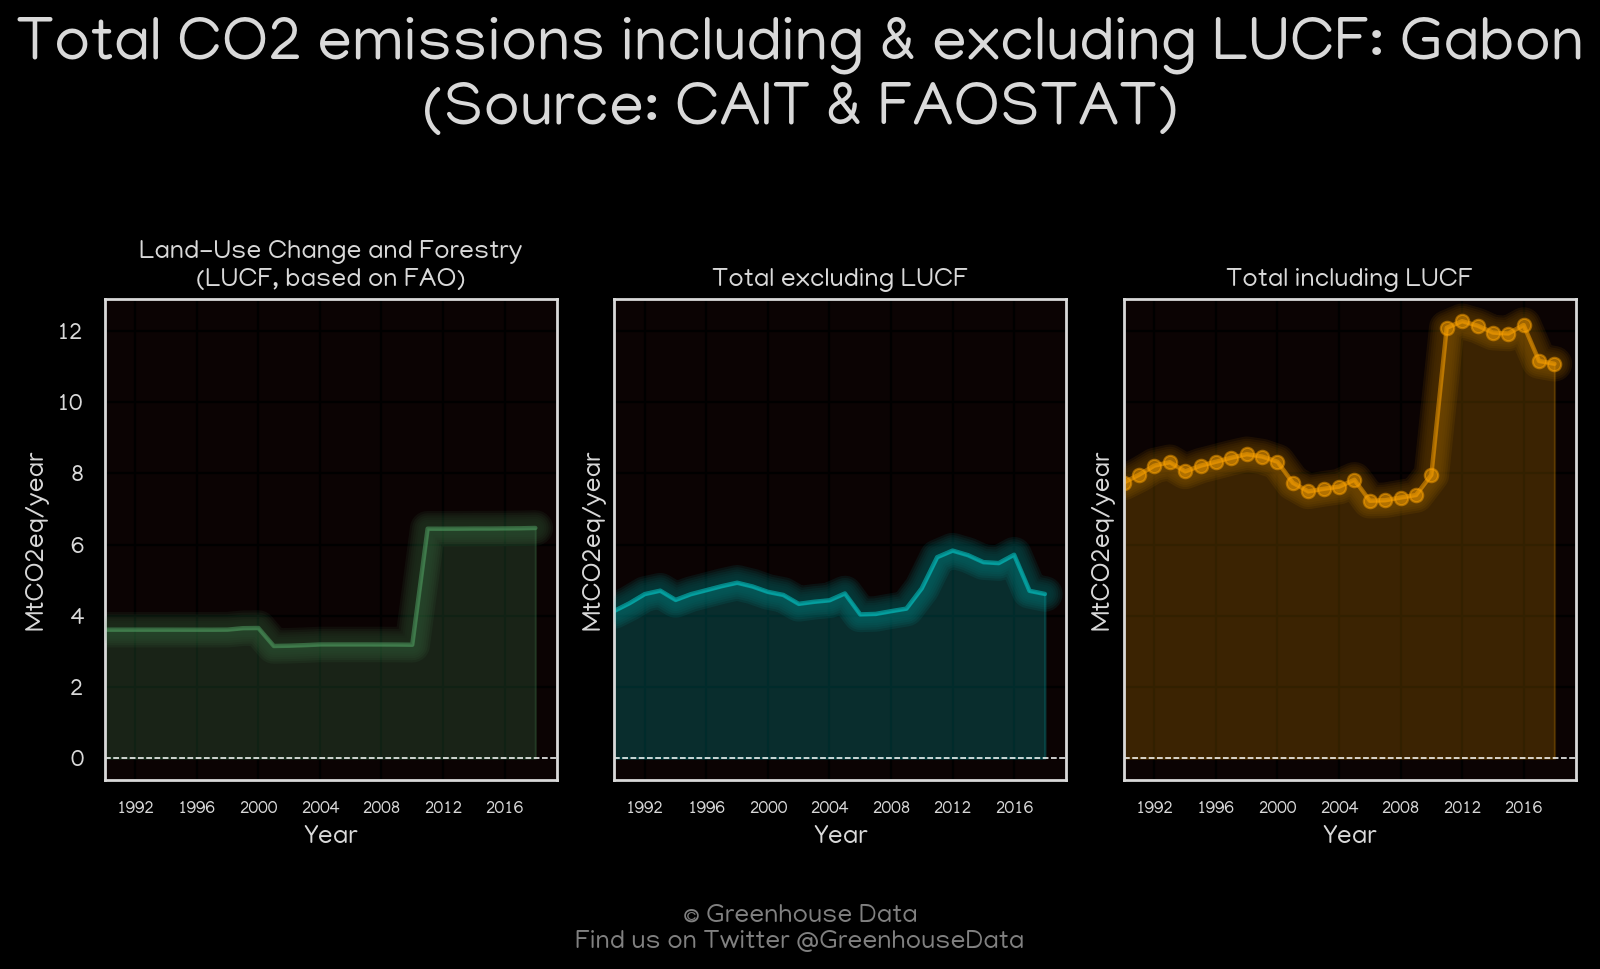 Total CO2 emissions including & excluding LUCF: Gabon
(Source: CAIT & FAOSTAT)
Land-Use Change and Forestry
(LUCF, based on FAO)
Total excluding LUCF
Total including LUCF
12
10
8
6
4
2
0
MtCO2eq/year
MtCO2eq/year
MtCO2eq/year
1992 1996 2000 2004 2008 2012 2016
1992 1996 2000 2004 2008 2012 2016
1992 1996 2000 2004 2008 2012 2016
Year
Year
Year
© Greenhouse Data
Find us on Twitter @GreenhouseData